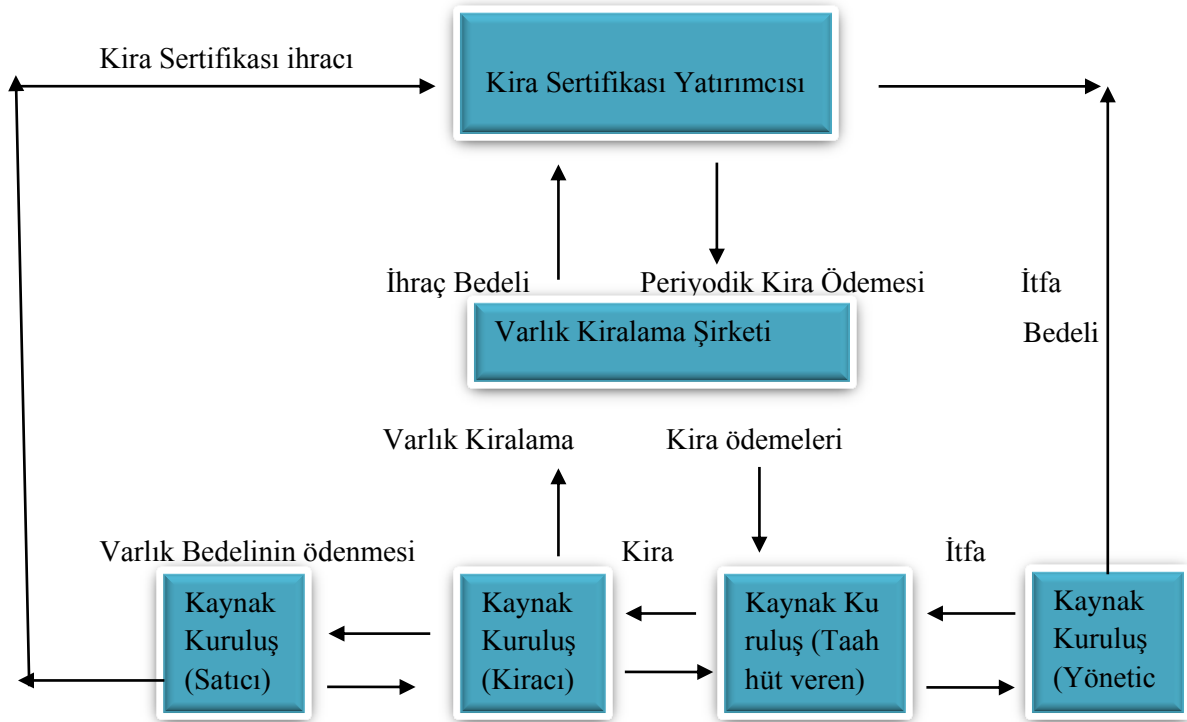 Kira Sertifikası ihracı
Kira Sertifikası Yatırımcısı
İhraç Bedeli
Periyodik Kira Ödemesi
İtfa
Bedeli
Varlık Kiralama Şirketi
Varlık Kiralama
Kira ödemeleri
Varlık Bedelinin ödenmesi
Kira
İtfa
Kaynak
Kuruluş
(Satıcı)
Kaynak
Kuruluş
(Kiracı)
Kaynak Ku
ruluş (Taah
hüt veren)
Kaynak
Kuruluş
(Yönetic